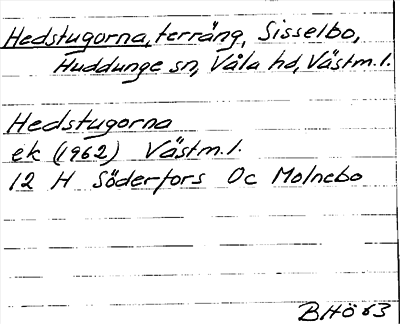 Hedstugorna, terräng, Sisselbo,
Huddunge sn, Våla hd, Västm.l.
Hedstugorna
ek (1962) Västm.l.
12 H Söderfors Oc Molnebo
BHÖ 63